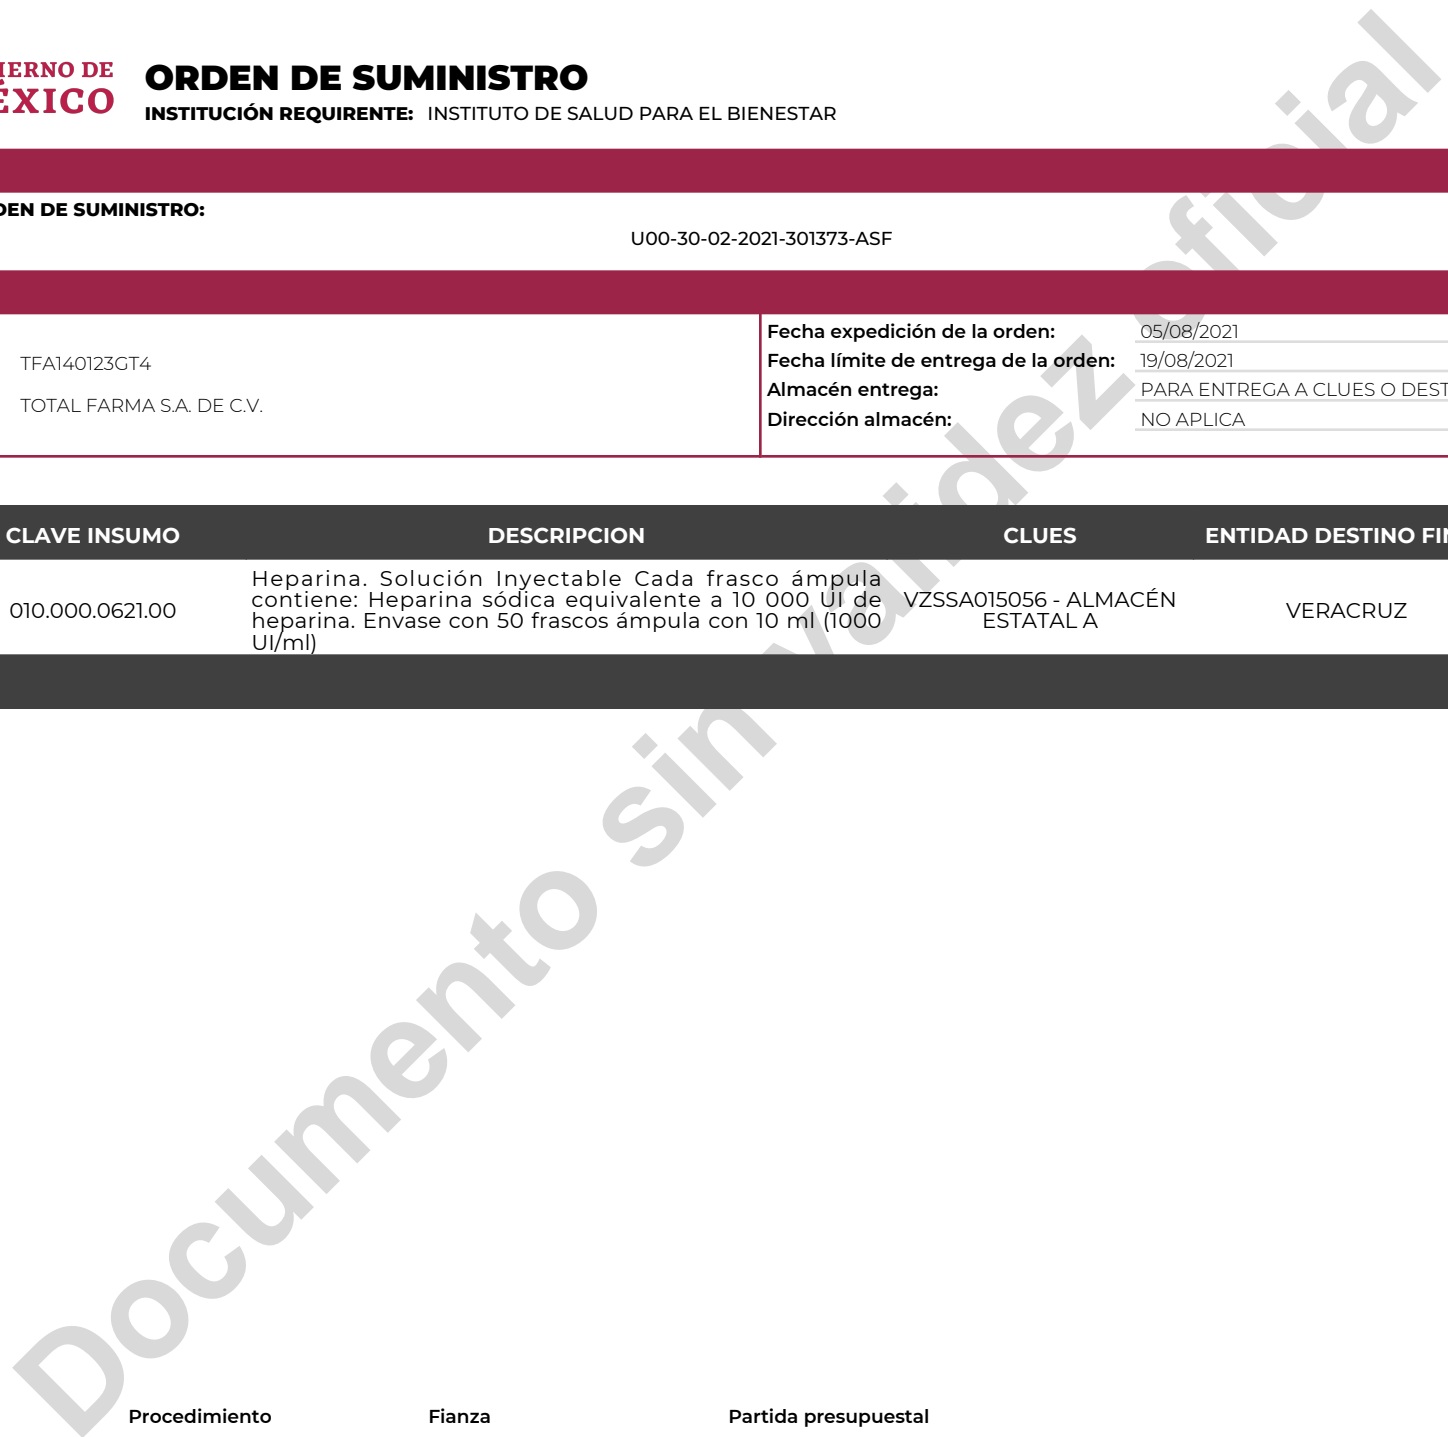 IERNO DE
ÉXICO
ORDEN DE SUMINISTRO
INSTITUCIÓN REQUIRENTE: INSTITUTO DE SALUD PARA EL BIENESTAR
DEN DE SUMINISTRO:
U00-30-02-2021-301373-ASF
TFA140123GT4
TOTAL FARMA S.A. DE C.V.
Fecha expedición de la orden: 05/08/2021
Fecha límite de entrega de la orden: 19/08/2021
Almacén entrega: PARA ENTREGA A CLUES O DEST
Dirección almacén: NO APLICA
CLAVE INSUMO DESCRIPCION CLUES ENTIDAD DESTINO FIN
010.000.0621.00
Heparina. Solución Inyectable Cada frasco ámpula
contiene: Heparina sódica equivalente a 10 000 UI de
heparina. Envase con 50 frascos ámpula con 10 ml (1000
UI/ml)
VZSSA015056 - ALMACÉN
ESTATAL A
VERACRUZ
Documento sin validez oficial
Procedimiento Fianza Partida presupuestal